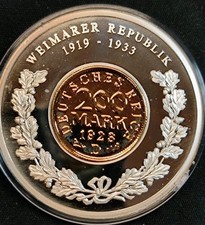 WEIMARER REPUBLIK
1919 - 1933
DEUTSCHES REICH
200
MARK
1923
D